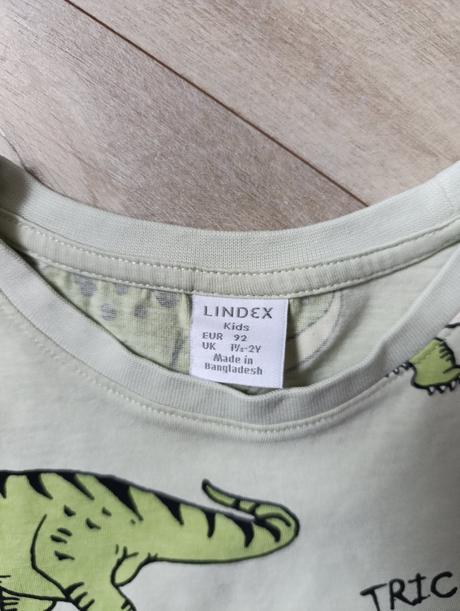 LINDEX
Kids
EUR 92
UK 1½-2Y
Made in
Bangladesh
TRIC